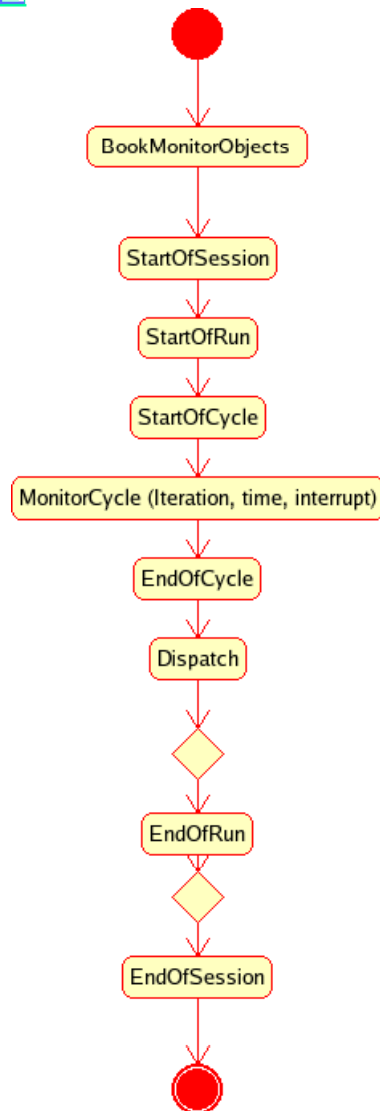 BookMonitorObjects
StartOfSession
StartOfRun
StartOfCycle
MonitorCycle (Iteration, time, interrupt)
EndOfCycle
Dispatch
EndOfRun
EndOfSession